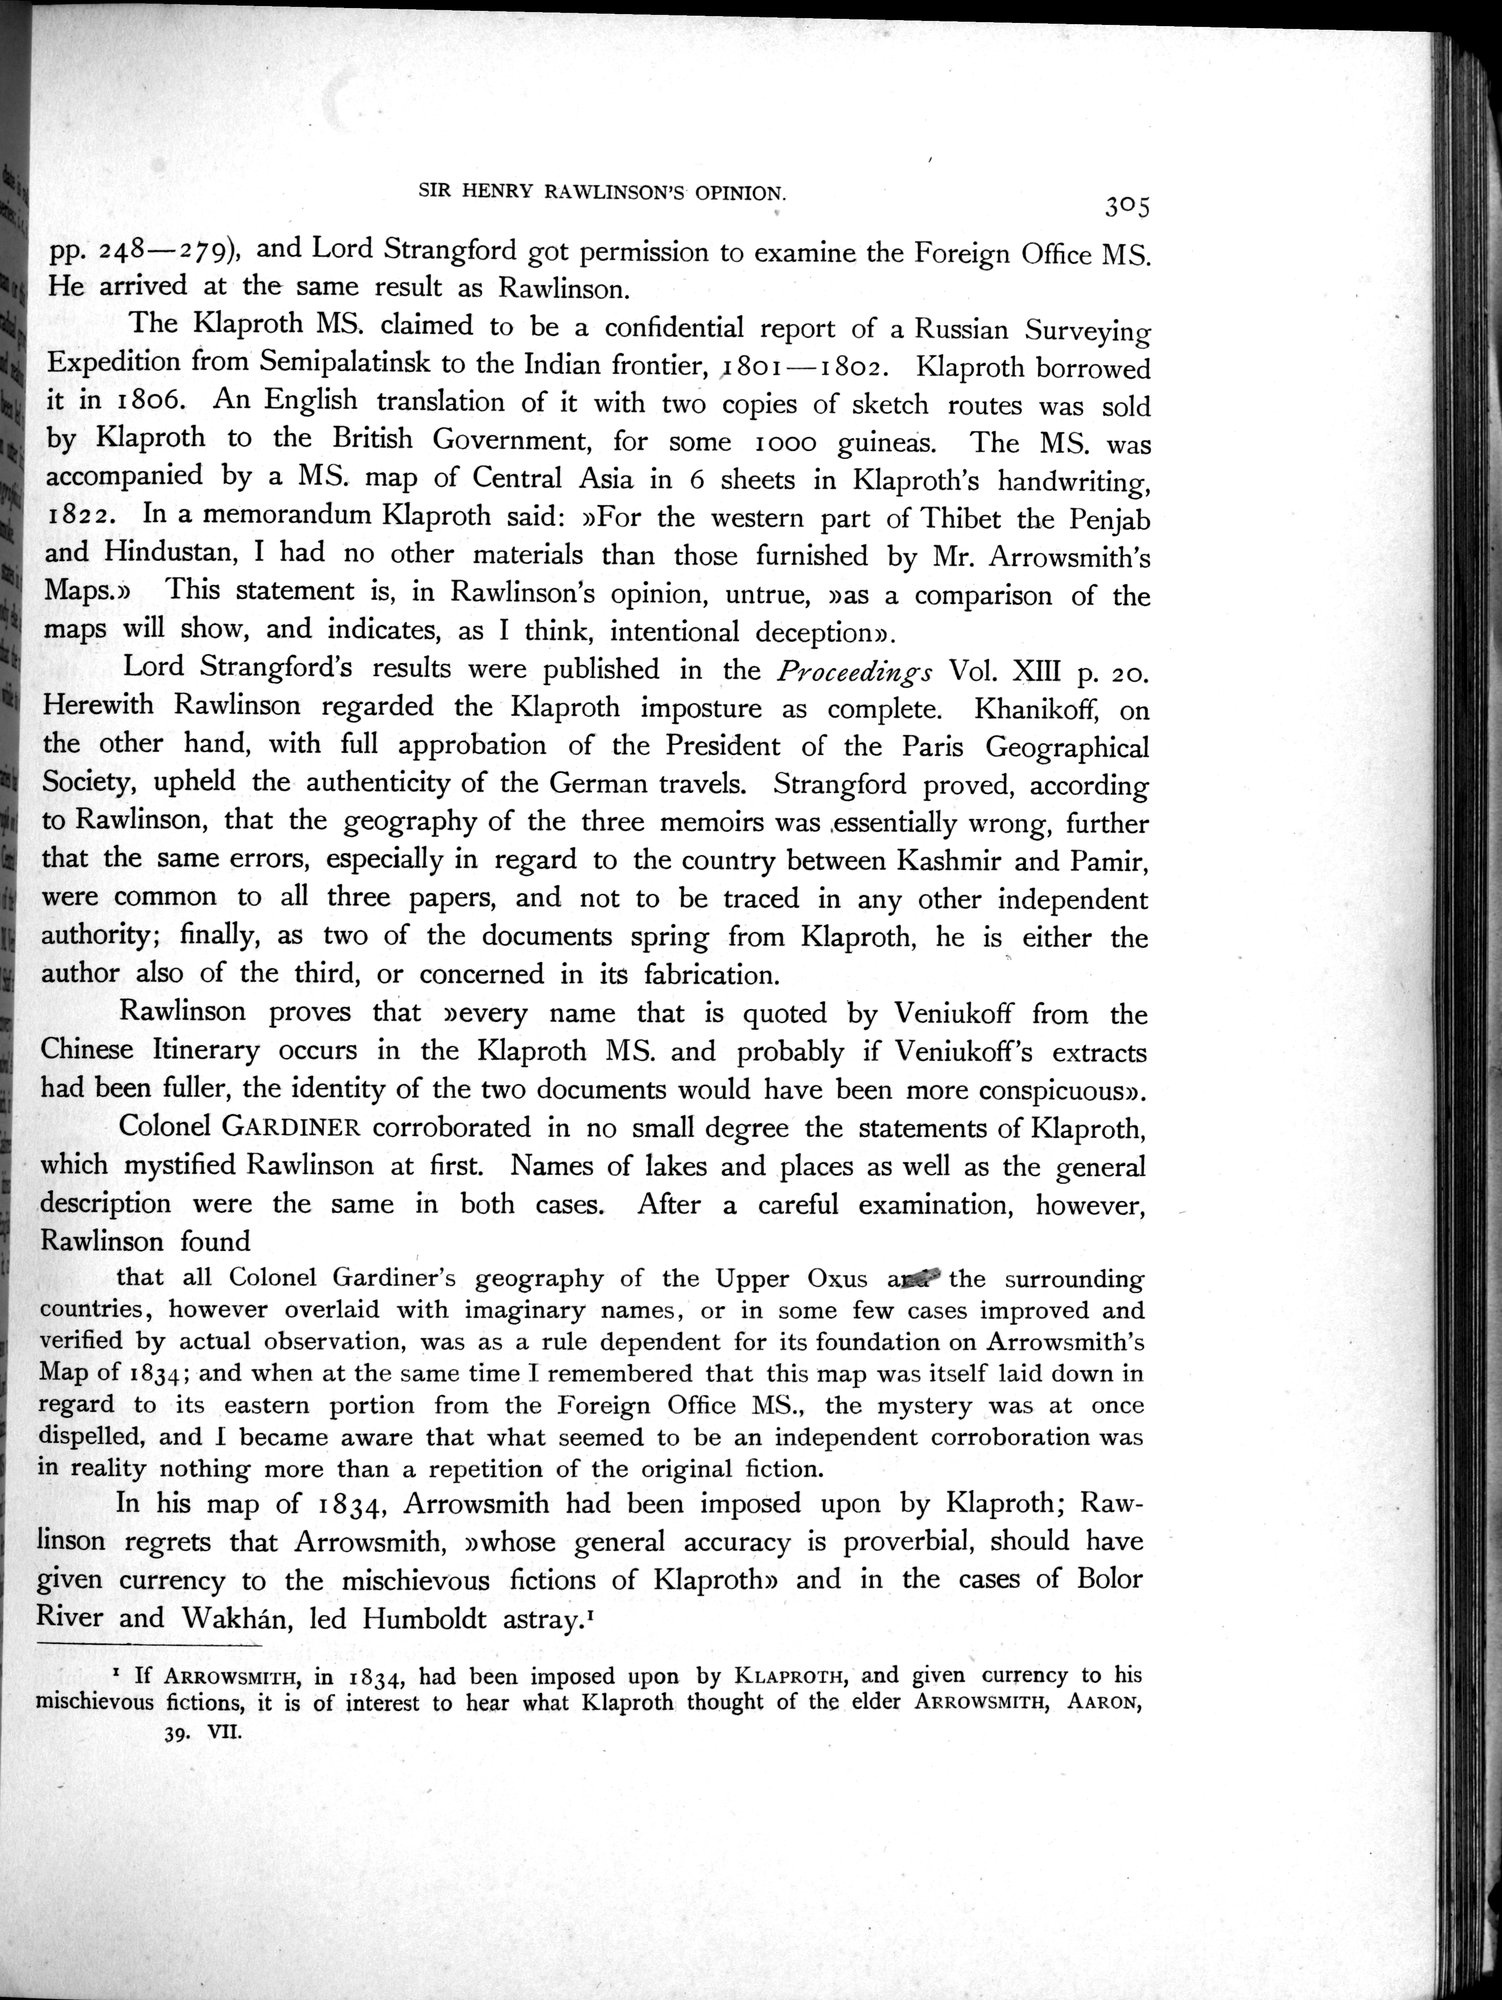 SIR HENRY RAWLINSON'S OPINION.
305
pp. 248—279), and Lord Strangford got permission to examine the Foreign Office MS.
He arrived at the same result as Rawlinson.
The Klaproth MS. claimed to be a confidential report of a Russian Surveying
Expedition from Semipalatinsk to the Indian frontier, 1801—1802. Klaproth borrowed
it in 1806. An English translation of it with two copies of sketch routes was sold
by Klaproth to the British Government, for some 1000 guineas. The MS. was
accompanied by a MS. map of Central Asia in 6 sheets in Klaproth's handwriting,
1822. In a memorandum Klaproth said: »For the western part of Thibet the Penjab
and Hindustan, I had no other materials than those furnished by Mr. Arrowsmith's
Maps.» This statement is, in Rawlinson's opinion, untrue, »as a comparison of the
maps will show, and indicates, as I think, intentional deception».
Lord Strangford's results were published in the Proceedings Vol. XIII p. 20.
Herewith Rawlinson regarded the Klaproth imposture as complete. Khanikoff, on
the other hand, with full approbation of the President of the Paris Geographical
Society, upheld the authenticity of the German travels. Strangford proved, according
to Rawlinson, that the geography of the three memoirs was essentially wrong, further
that the same errors, especially in regard to the country between Kashmir and Pamir,
were common to all three papers, and not to be traced in any other independent
authority; finally, as two of the documents spring from Klaproth, he is either the
author also of the third, or concerned in its fabrication.
Rawlinson proves that »every name that is quoted by Veniukoff from the
Chinese Itinerary occurs in the Klaproth MS. and probably if Veniukoff's extracts
had been fuller, the identity of the two documents would have been more conspicuous».
Colonel GARDINER corroborated in no small degree the statements of Klaproth,
which mystified Rawlinson at first. Names of lakes and places as well as the general
description were the same in both cases. After a careful examination, however,
Rawlinson found
that all Colonel Gardiner's geography of the Upper Oxus and the surrounding
countries, however overlaid with imaginary names, or in some few cases improved and
verified by actual observation, was as a rule dependent for its foundation on Arrowsmith's
Map of 1834; and when at the same time I remembered that this map was itself laid down in
regard to its eastern portion from the Foreign Office MS., the mystery was at once
dispelled, and I became aware that what seemed to be an independent corroboration was
in reality nothing more than a repetition of the original fiction.
In his map of 1834, Arrowsmith had been imposed upon by Klaproth; Raw-
linson regrets that Arrowsmith, »whose general accuracy is proverbial, should have
given currency to the mischievous fictions of Klaproth» and in the cases of Bolor
River and Wakhán, led Humboldt astray.¹
¹ If ARROWSMITH, in 1834, had been imposed upon by KLAPROTH, and given currency to his
mischievous fictions, it is of interest to hear what Klaproth thought of the elder ARROWSMITH, AARON,
39. VII.